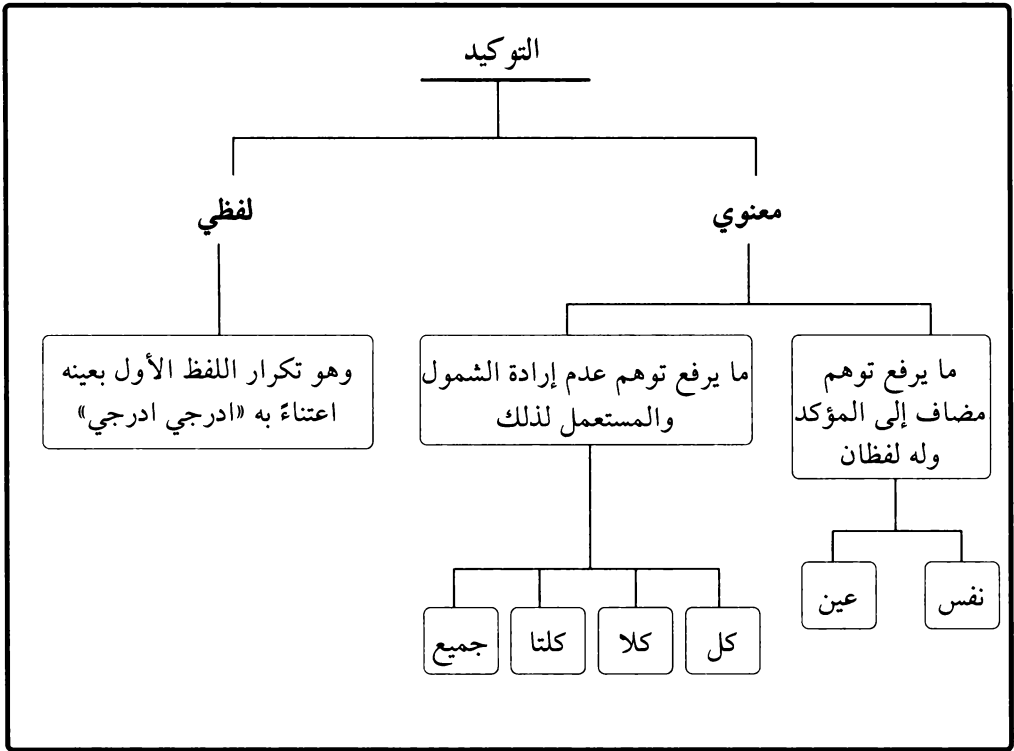 التوكيد
معنوي
لفظي
ما يرفع توهم
مضاف إلى المؤكد
وله لفظان
ما يرفع توهم عدم إرادة الشمول
والمستعمل لذلك
وهو تكرار اللفظ الأول بعينه
اعتناءً به «ادرجي ادرجي»
نفس
عين
كل
كلا
كلتا
جميع